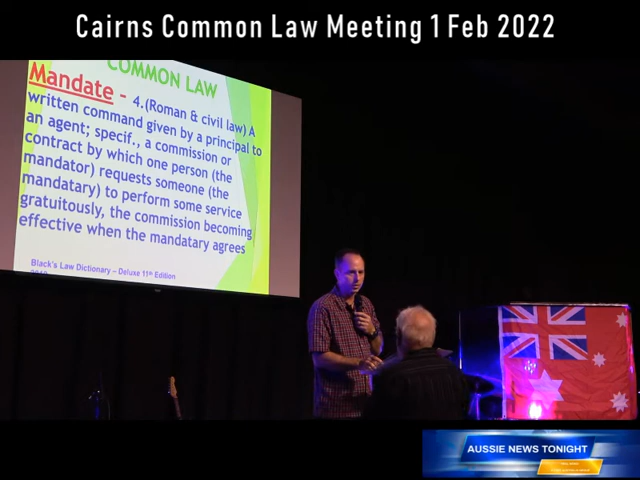 Cairns Common Law Meeting 1 Feb 2022
COMMON LAW
Mandate - 4.(Roman & civil law) A
written command given by a principal to
an agent; specif., a commission or
contract by which one person (the
mandator) requests someone (the
mandatary) to perform some service
gratuitously, the commission becoming
effective when the mandatary agrees
Black's Law Dictionary – Deluxe 11th Edition
AUSSIE NEWS TONIGHT